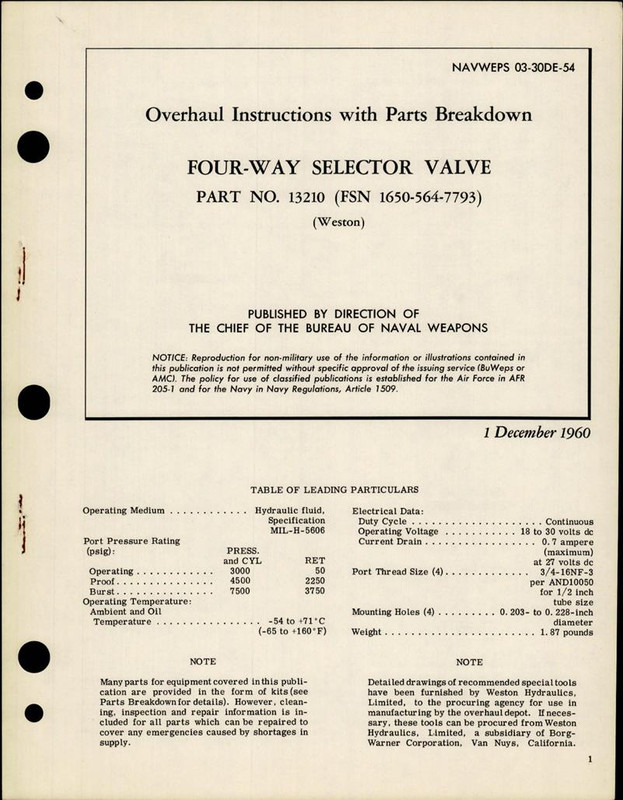 NAVWEPS 03-30DE-54
Overhaul Instructions with Parts Breakdown
FOUR-WAY SELECTOR VALVE
PART NO. 13210 (FSN 1650-564-7793)
(Weston)
PUBLISHED BY DIRECTION OF
THE CHIEF OF THE BUREAU OF NAVAL WEAPONS
NOTICE: Reproduction for non-military use of the information or illustrations contained in
this publication is not permitted without specific approval of the issuing service (BuWeps or
AMC). The policy for use of classified publications is established for the Air Force in AFR
205-1 and for the Navy in Navy Regulations, Article 1509.
1 December 1960
TABLE OF LEADING PARTICULARS
Operating Medium . . . . . . . . . . . . Hydraulic fluid,
Specification
MIL-H-5606
Port Pressure Rating
(psig): PRESS.
and CYL RET
Operating . . . . . . . . . . . . 3000 50
Proof. . . . . . . . . . . . . . . 4500 2250
Burst. . . . . . . . . . . . . . . 7500 3750
Operating Temperature:
Ambient and Oil
Temperature . . . . . . . . . . . . . . . . -54 to +71°C
(-65 to +160°F)
NOTE
Many parts for equipment covered in this publi-
cation are provided in the form of kits (see
Parts Breakdown for details). However, clean-
ing, inspection and repair information is in-
cluded for all parts which can be repaired to
cover any emergencies caused by shortages in
supply.
Electrical Data:
Duty Cycle . . . . . . . . . . . . . . . . . . . . Continuous
Operating Voltage . . . . . . . . . . . 18 to 30 volts dc
Current Drain . . . . . . . . . . . . . . . . . 0.7 ampere
(maximum)
at 27 volts dc
Port Thread Size (4) . . . . . . . . . . . . . 3/4-16NF-3
per AND10050
for 1/2 inch
tube size
Mounting Holes (4) . . . . . . . . . 0.203- to 0.228-inch
diameter
Weight . . . . . . . . . . . . . . . . . . . . . . . 1.87 pounds
NOTE
Detailed drawings of recommended special tools
have been furnished by Weston Hydraulics,
Limited, to the procuring agency for use in
manufacturing by the overhaul depot. If neces-
sary, these tools can be procured from Weston
Hydraulics, Limited, a subsidiary of Borg-
Warner Corporation, Van Nuys, California.
1